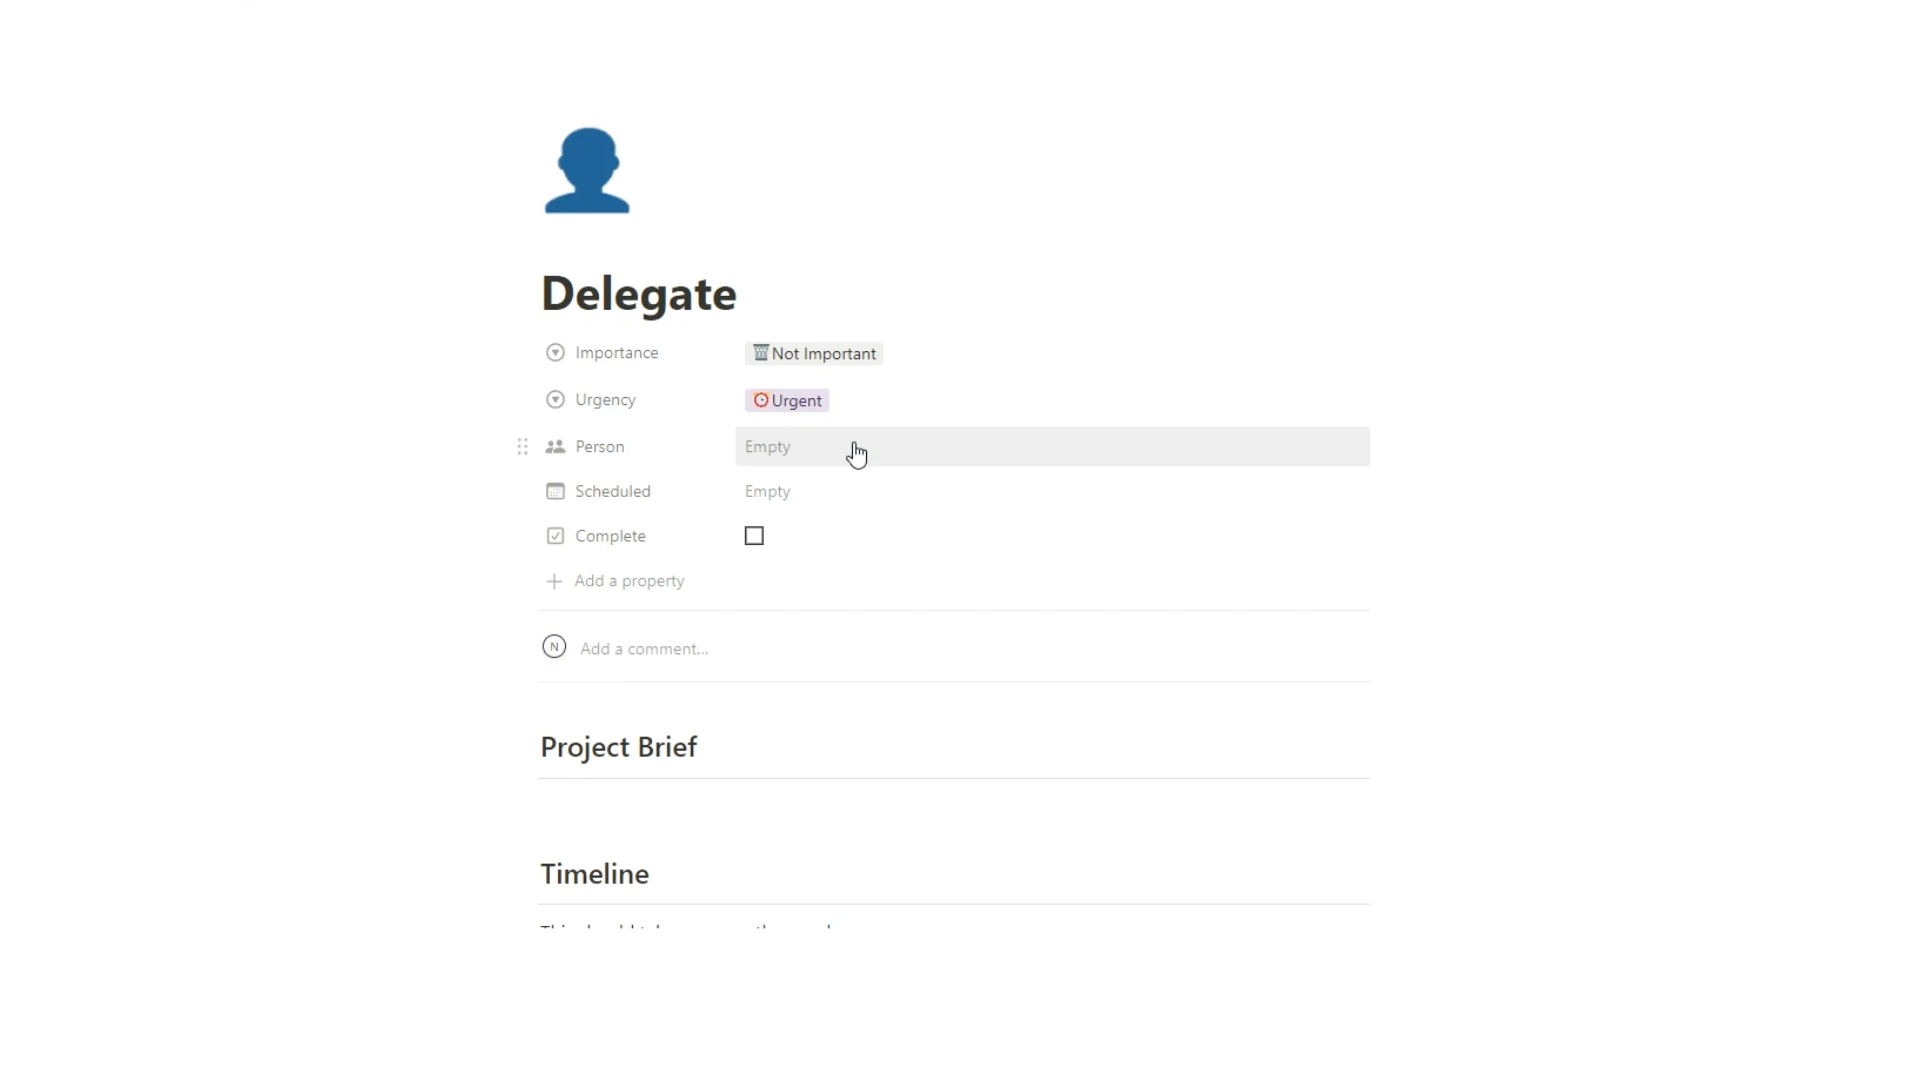 Delegate
Importance Not Important
Urgency Urgent
Person Empty
Scheduled Empty
Complete
Add a property
N Add a comment...
Project Brief
Timeline